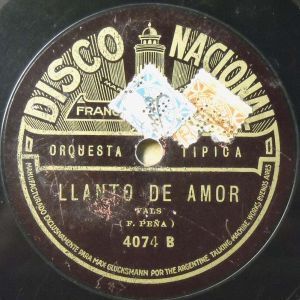 DISCO NACIONAL
ORQUESTA TIPICA
LLANTO DE AMOR
VALS
(F. PEÑA)
4074 B
MANUFACTURADO EXCLUSIVAMENTE PARA MAX GLÜCKSMANN POR THE ARGENTINE TALKING MACHINE WORKS, BUENOS AIRES